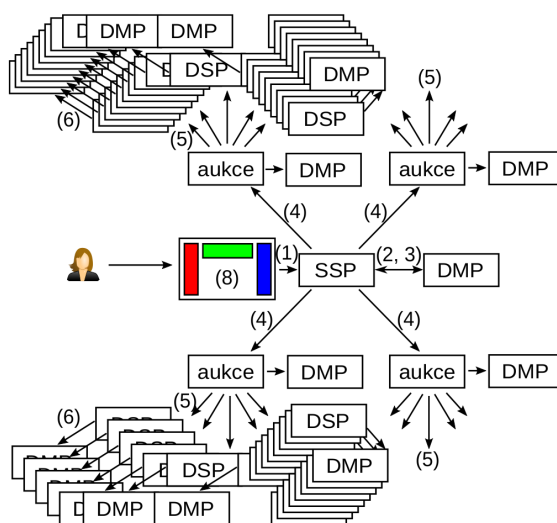 DMP DMP
DSP DMP (5)
(6) (5) DSP
aukce DMP aukce DMP
(4) (4)
(1) (2, 3)
(8) SSP DMP
(4) (4)
aukce DMP aukce DMP
(6) (5) DSP
DSP DMP (5)
DMP DMP